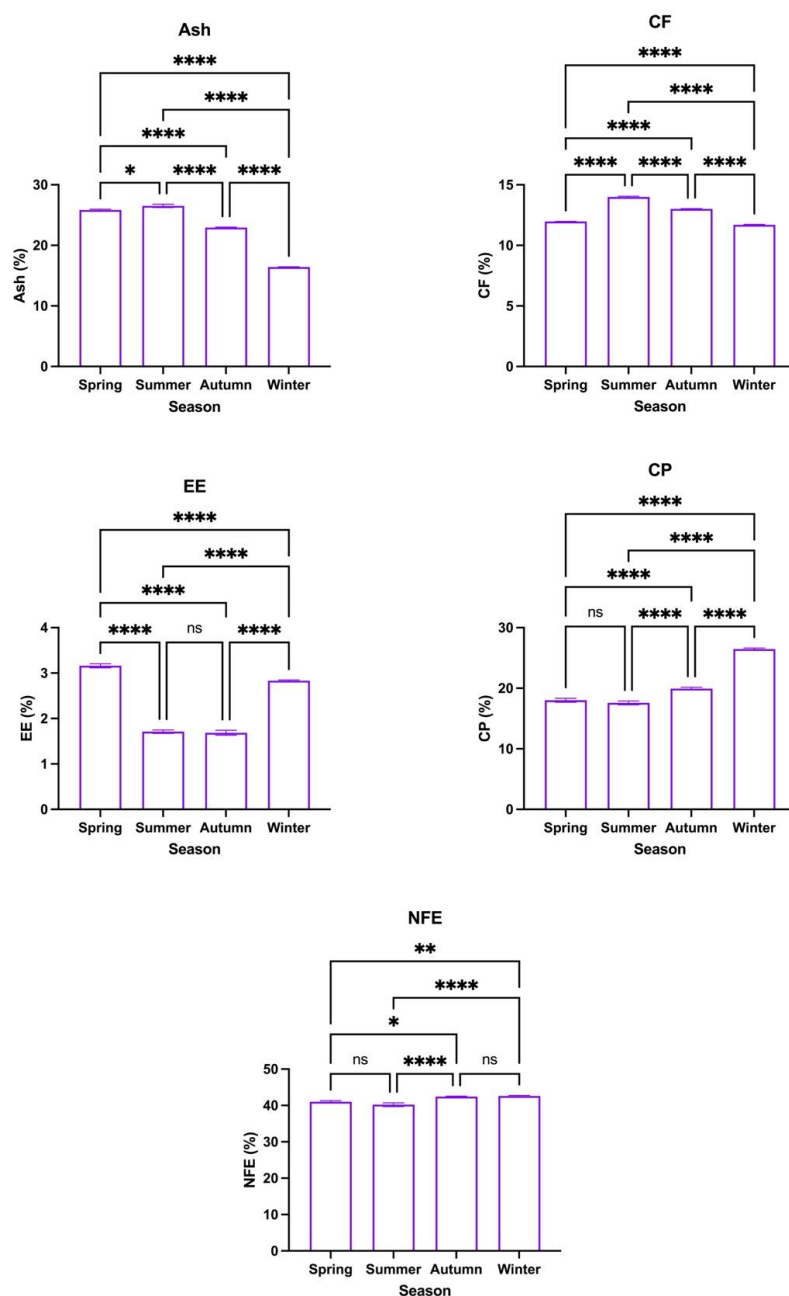 Ash
****
****
****
* **** ****
30
20
10
0
Ash (%)
Spring Summer Autumn Winter
Season
CF
****
****
****
**** **** ****
15
10
5
0
CF (%)
Spring Summer Autumn Winter
Season
EE
****
****
****
**** ns ****
4
3
2
1
0
EE (%)
Spring Summer Autumn Winter
Season
CP
****
****
****
ns **** ****
30
20
10
0
CP (%)
Spring Summer Autumn Winter
Season
NFE
**
****
*
ns **** ns
50
40
30
20
10
0
NFE (%)
Spring Summer Autumn Winter
Season